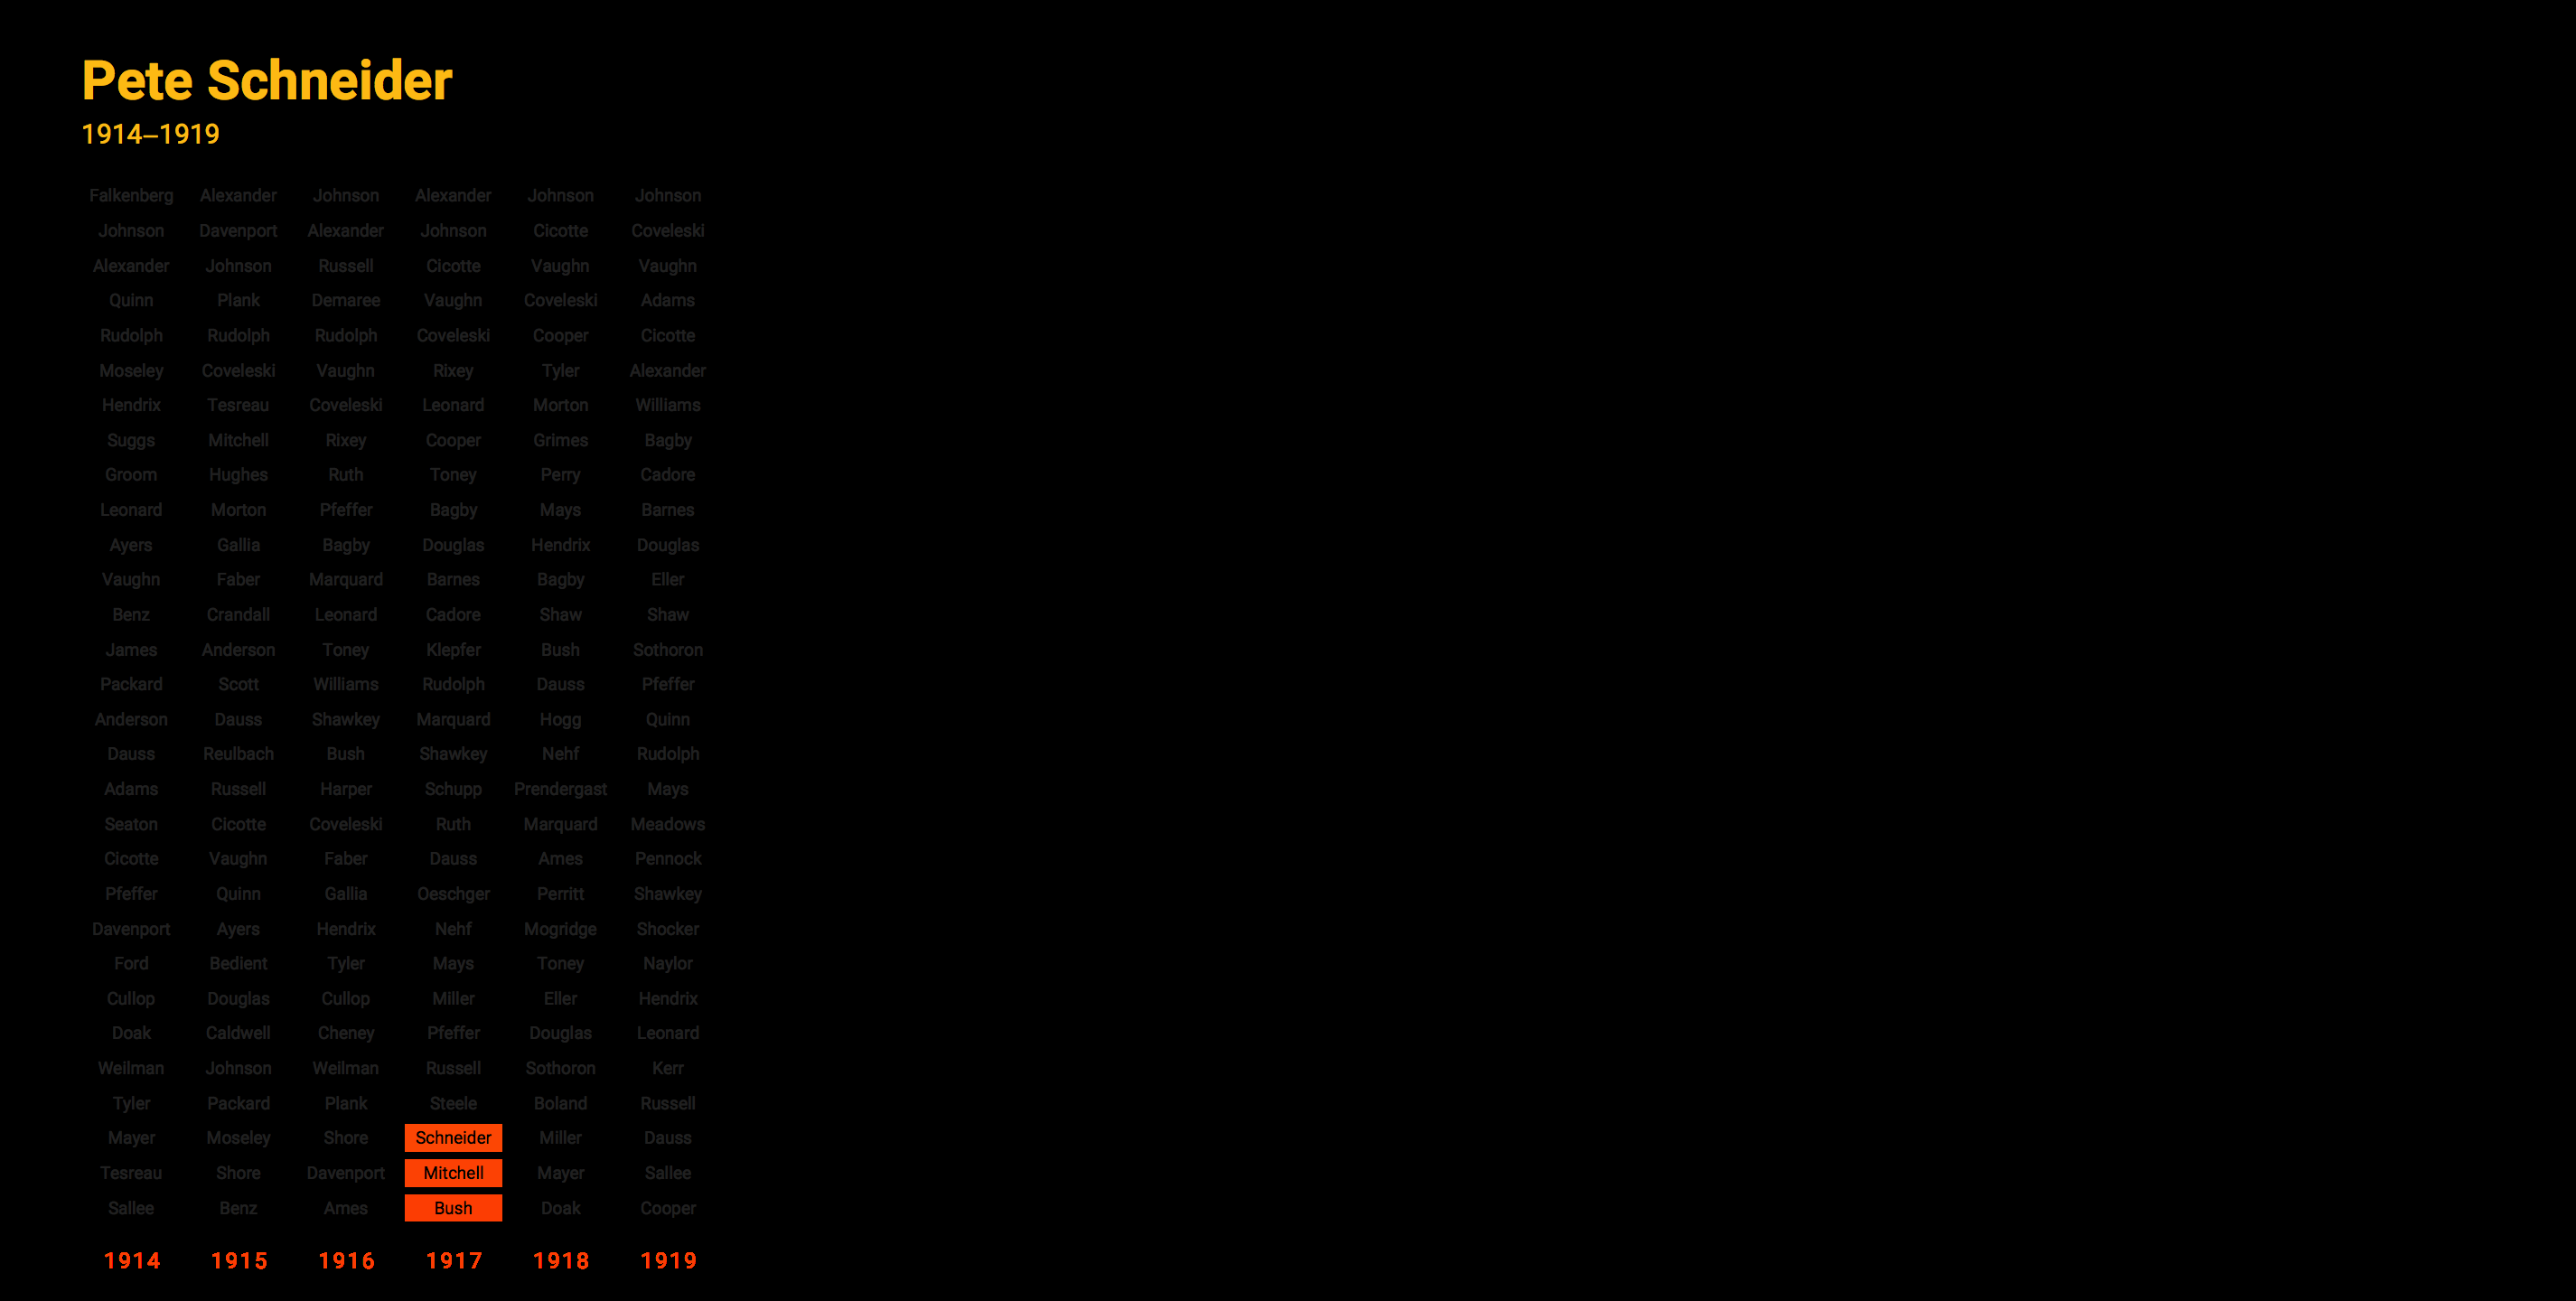 Pete Schneider
1914–1919
Falkenberg Alexander Johnson Alexander Johnson Johnson
Johnson Davenport Alexander Johnson Cicotte Coveleski
Alexander Johnson Russell Cicotte Vaughn Vaughn
Quinn Plank Demaree Vaughn Coveleski Adams
Rudolph Rudolph Rudolph Coveleski Cooper Cicotte
Moseley Coveleski Vaughn Rixey Tyler Alexander
Hendrix Tesreau Coveleski Leonard Morton Williams
Suggs Mitchell Rixey Cooper Grimes Bagby
Groom Hughes Ruth Toney Perry Cadore
Leonard Morton Pfeffer Bagby Mays Barnes
Ayers Gallia Bagby Douglas Hendrix Douglas
Vaughn Faber Marquard Barnes Bagby Eller
Benz Crandall Leonard Cadore Shaw Shaw
James Anderson Toney Klepfer Bush Sothoron
Packard Scott Williams Rudolph Dauss Pfeffer
Anderson Dauss Shawkey Marquard Hogg Quinn
Dauss Reulbach Bush Shawkey Nehf Rudolph
Adams Russell Harper Schupp Prendergast Mays
Seaton Cicotte Coveleski Ruth Marquard Meadows
Cicotte Vaughn Faber Dauss Ames Pennock
Pfeffer Quinn Gallia Oeschger Perritt Shawkey
Davenport Ayers Hendrix Nehf Mogridge Shocker
Ford Bedient Tyler Mays Toney Naylor
Cullop Douglas Cullop Miller Eller Hendrix
Doak Caldwell Cheney Pfeffer Douglas Leonard
Weilman Johnson Weilman Russell Sothoron Kerr
Tyler Packard Plank Steele Boland Russell
Mayer Moseley Shore Schneider Miller Dauss
Tesreau Shore Davenport Mitchell Mayer Sallee
Sallee Benz Ames Bush Doak Cooper
1914 1915 1916 1917 1918 1919